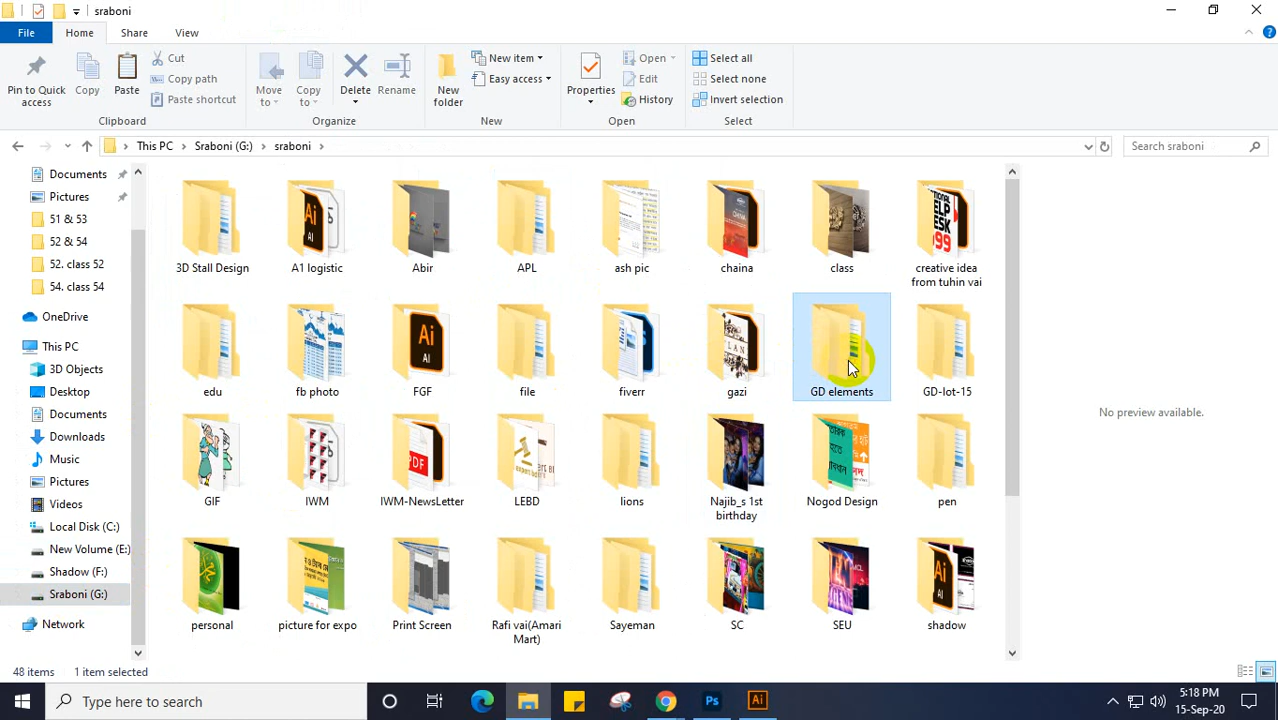 sraboni
File
Home
Share
View
Pin to Quick
access
Copy
Paste
Cut
Copy path
Paste shortcut
Clipboard
Move
to
Copy
to
Delete
Rename
Organize
New
folder
New item
Easy access
New
Properties
Open
Edit
History
Open
Select all
Select none
Invert selection
Select
This PC
Sraboni (G:)
sraboni
Search sraboni
Documents
Pictures
51 & 53
52 & 54
52. class 52
54. class 54
OneDrive
This PC
3D Objects
Desktop
Documents
Downloads
Music
Pictures
Videos
Local Disk (C:)
New Volume (E:)
Shadow (F:)
Sraboni (G:)
Network
3D Stall Design
A1 logistic
Abir
APL
ash pic
chaina
class
creative idea
from tuhin vai
edu
fb photo
FGF
file
fiverr
gazi
GD elements
GD-lot-15
GIF
IWM
IWM-NewsLetter
LEBD
lions
Najib_s 1st
birthday
Nogod Design
pen
personal
picture for expo
Print Screen
Rafi vai(Amari
Mart)
Sayeman
SC
SEU
shadow
No preview available.
48 items
1 item selected
Type here to search
5:18 PM
15-Sep-20